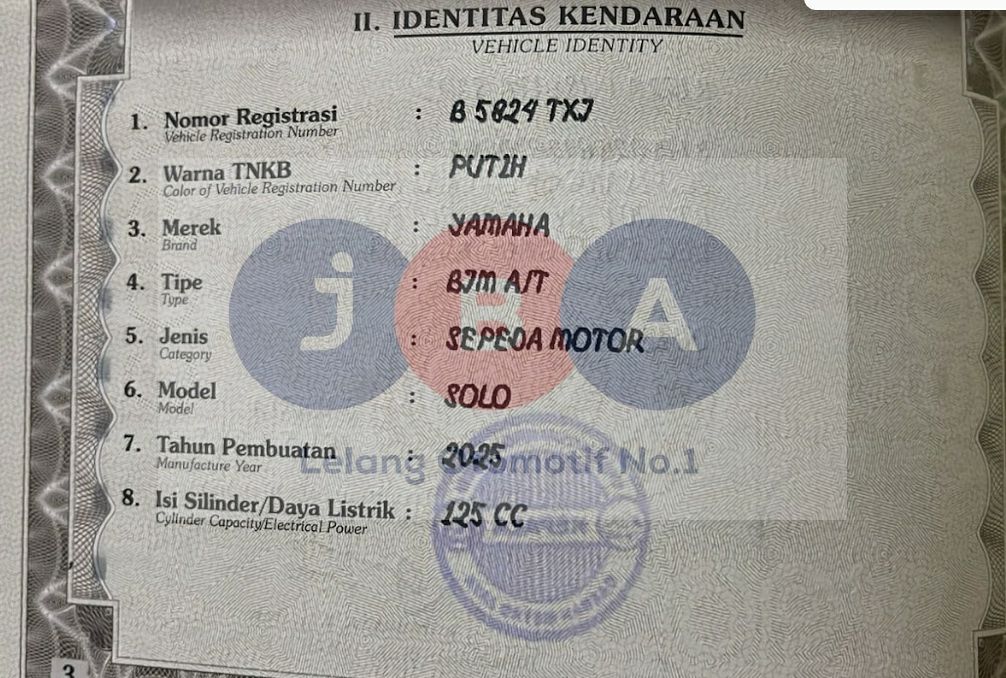 II. IDENTITAS KENDARAAN
VEHICLE IDENTITY
1. Nomor Registrasi : B 5824 TXJ
Vehicle Registration Number
2. Warna TNKB : PUTIH
Color of Vehicle Registration Number
3. Merek : YAMAHA
Brand
4. Tipe : BJM A/T
Type
5. Jenis : SEPEDA MOTOR
Category
6. Model : SOLO
Model
7. Tahun Pembuatan : 2025
Manufacture Year
8. Isi Silinder/Daya Listrik : 125 CC
Cylinder Capacity/Electrical Power
JBA
Lelang Otomotif No.1
3